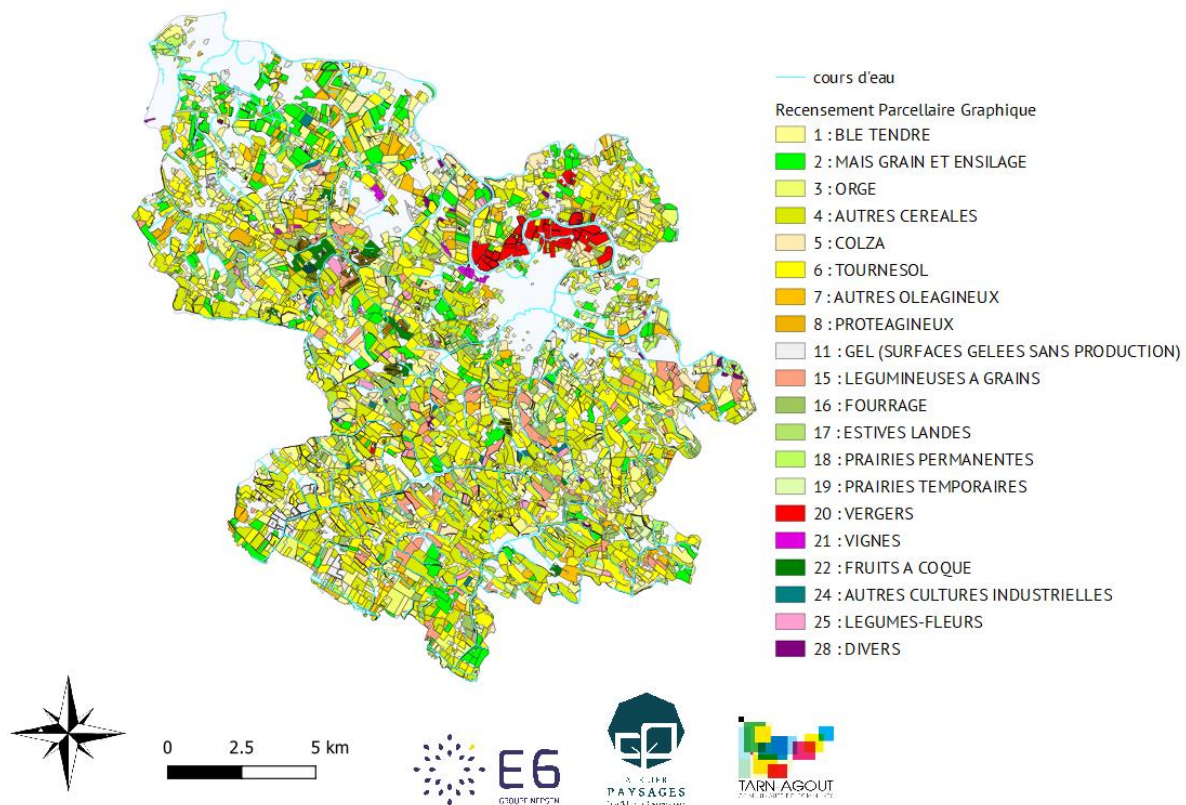 cours d'eau
Recensement Parcellaire Graphique
1 : BLE TENDRE
2 : MAIS GRAIN ET ENSILAGE
3 : ORGE
4 : AUTRES CEREALES
5 : COLZA
6 : TOURNESOL
7 : AUTRES OLEAGINEUX
8 : PROTEAGINEUX
11 : GEL (SURFACES GELEES SANS PRODUCTION)
15 : LEGUMINEUSES A GRAINS
16 : FOURRAGE
17 : ESTIVES LANDES
18 : PRAIRIES PERMANENTES
19 : PRAIRIES TEMPORAIRES
20 : VERGERS
21 : VIGNES
22 : FRUITS A COQUE
24 : AUTRES CULTURES INDUSTRIELLES
25 : LEGUMES-FLEURS
28 : DIVERS
0 2.5 5 km
E6
GROUPE NEPSEN
ATELIER
PAYSAGES
TARN-AGOUT